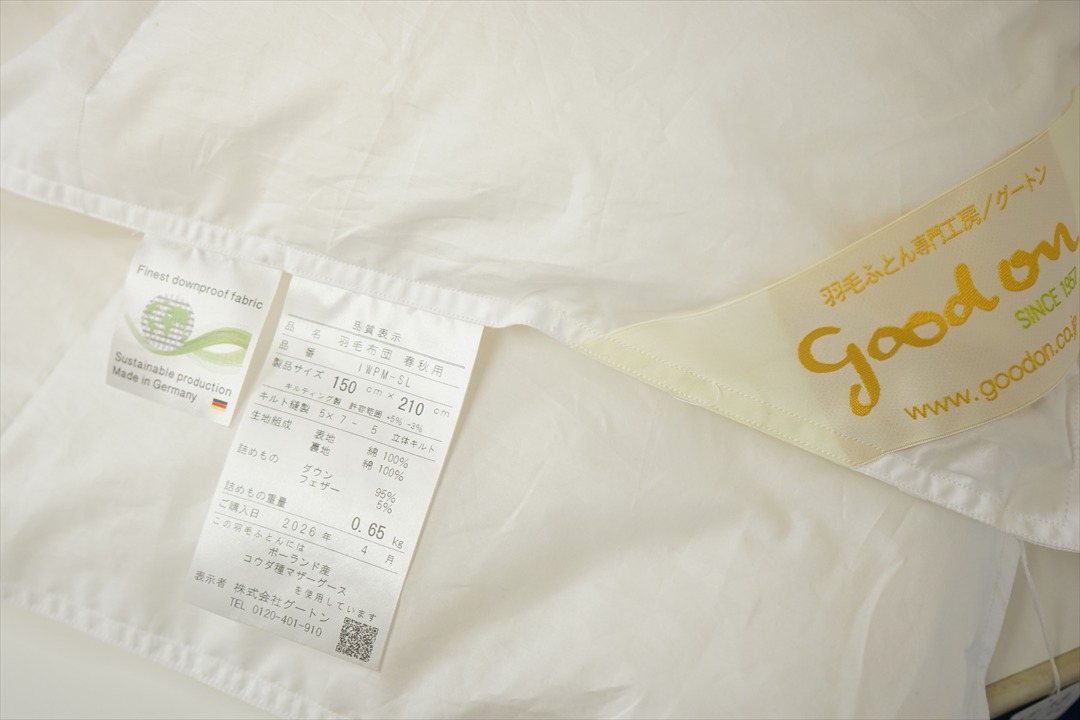 Finest downproof fabric
Sustainable production
Made in Germany
品質表示
品 名 羽毛布団 春秋用
品 番 IWPM-SL
製品サイズ 150 cm × 210 cm
キルティング製 許容範囲 +5% -3%
キルト縫製 5×7-5 立体キルト
生地組成 表地 綿 100%
裏地 綿 100%
詰めもの ダウン 95%
フェザー 5%
詰めもの重量 0.65 kg
ご購入日 2026 年 4 月
この羽毛ふとんには
ポーランド産
コウダ種マザーグース
を使用しています
表示者 株式会社グートン
TEL 0120-401-910
羽毛ふとん専門工房/グートン
goodon
SINCE 1957
www.goodon.co.j